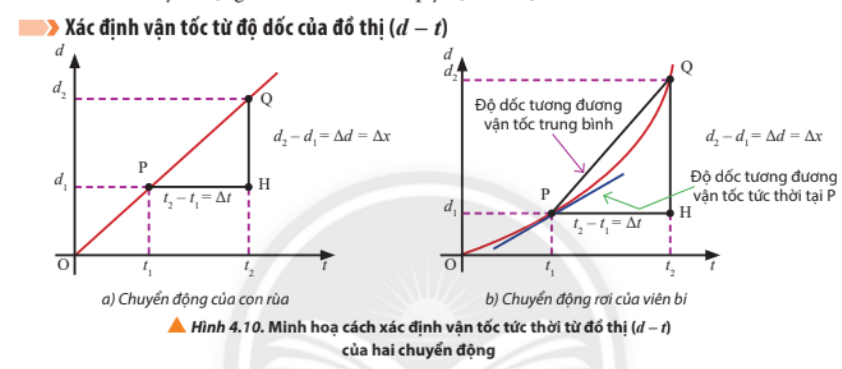 Xác định vận tốc từ độ dốc của đồ thị (d – t)
d
d₂
Q
d₂ – d₁ = Δd = Δx
P
d₁
H
t₂ – t₁ = Δt
O
t₁
t₂
t
a) Chuyển động của con rùa
d
d₂
Q
Độ dốc tương đương
vận tốc trung bình
d₂ – d₁ = Δd = Δx
Độ dốc tương đương
vận tốc tức thời tại P
P
d₁
H
t₂ – t₁ = Δt
O
t₁
t₂
t
b) Chuyển động rơi của viên bi
Hình 4.10. Minh hoạ cách xác định vận tốc tức thời từ đồ thị (d – t)
của hai chuyển động